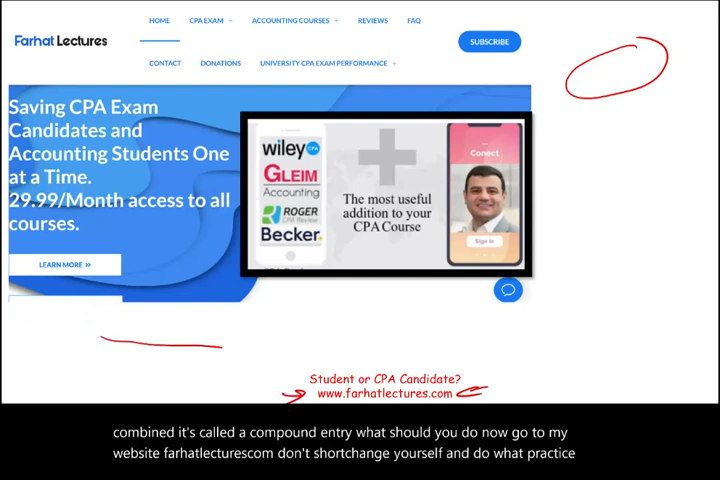 HOME CPA EXAM ACCOUNTING COURSES REVIEWS FAQ
Farhat Lectures
SUBSCRIBE
CONTACT DONATIONS UNIVERSITY CPA EXAM PERFORMANCE
Saving CPA Exam
Candidates and
Accounting Students One
at a Time.
29.99/Month access to all
courses.
LEARN MORE »
wiley CPA
GLEIM
Accounting
ROGER
CPA Review
Becker
The most useful
addition to your
CPA Course
Conect
Sign in
Student or CPA Candidate?
www.farhatlectures.com
combined it's called a compound entry what should you do now go to my
website farhatlecturescom don't shortchange yourself and do what practice